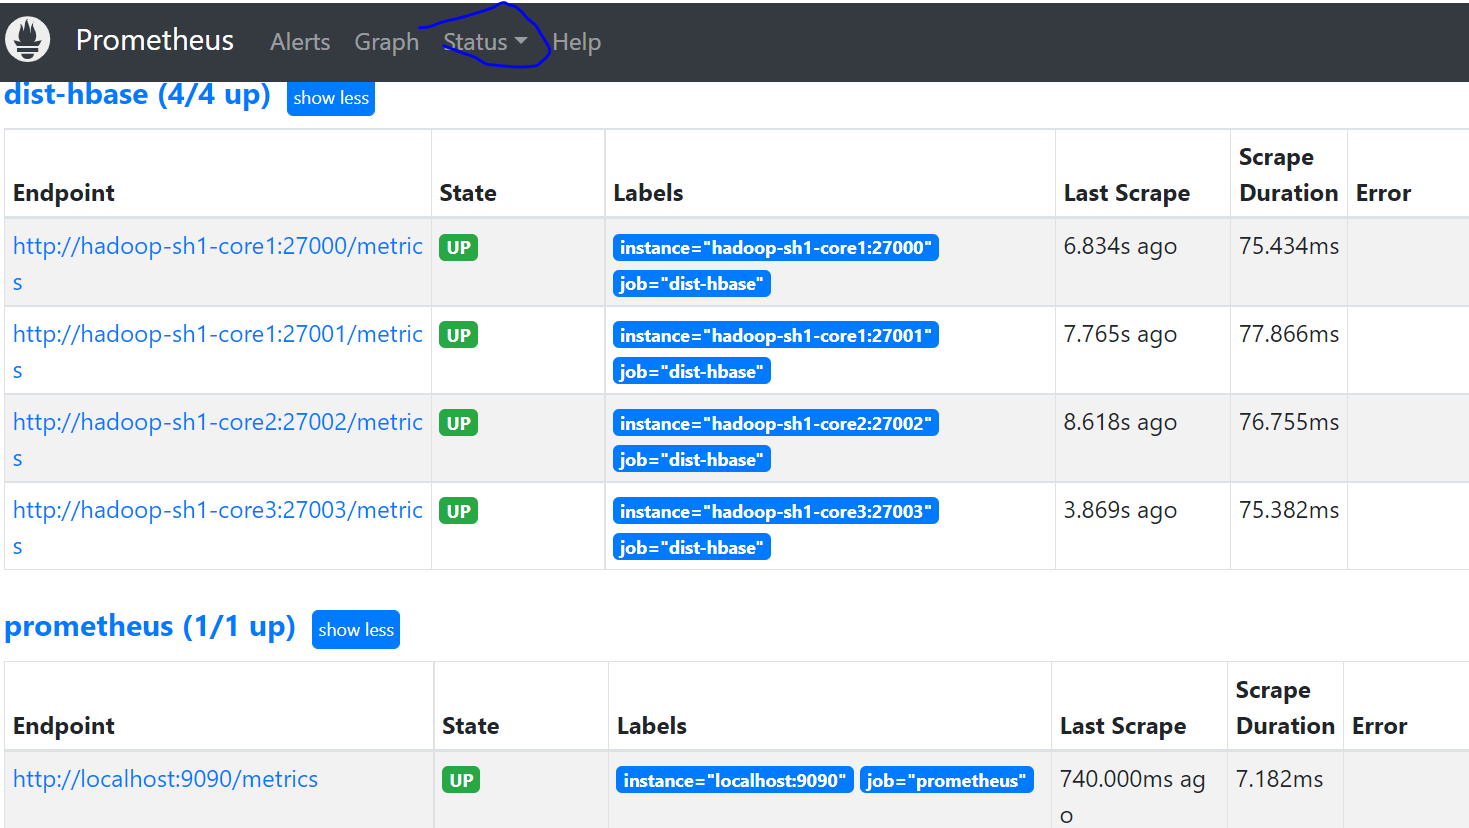 Prometheus Alerts Graph Status Help
dist-hbase (4/4 up) show less
Endpoint State Labels Last Scrape Scrape Duration Error
http://hadoop-sh1-core1:27000/metric UP instance="hadoop-sh1-core1:27000" 6.834s ago 75.434ms
s job="dist-hbase"
http://hadoop-sh1-core1:27001/metric UP instance="hadoop-sh1-core1:27001" 7.765s ago 77.866ms
s job="dist-hbase"
http://hadoop-sh1-core2:27002/metric UP instance="hadoop-sh1-core2:27002" 8.618s ago 76.755ms
s job="dist-hbase"
http://hadoop-sh1-core3:27003/metric UP instance="hadoop-sh1-core3:27003" 3.869s ago 75.382ms
s job="dist-hbase"
prometheus (1/1 up) show less
Endpoint State Labels Last Scrape Scrape Duration Error
http://localhost:9090/metrics UP instance="localhost:9090" job="prometheus" 740.000ms ag 7.182ms
o